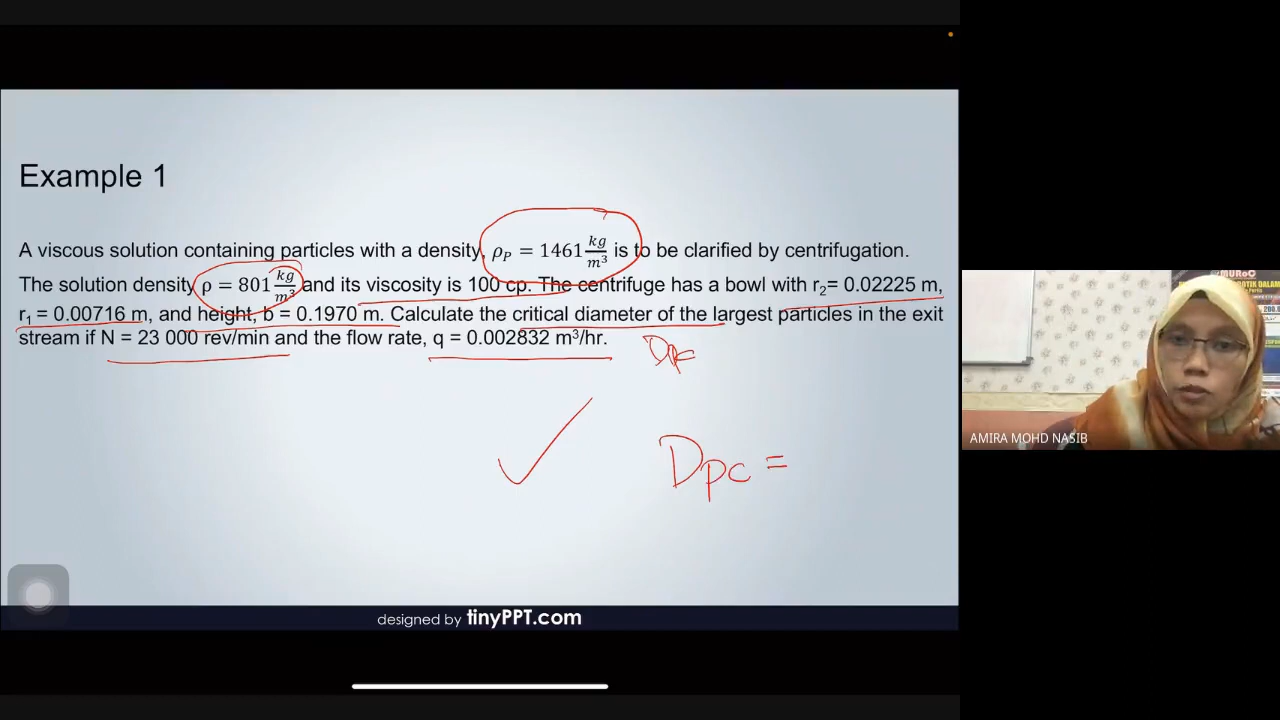 Example 1
A viscous solution containing particles with a density, ρ_P = 1461 kg/m³ is to be clarified by centrifugation.
The solution density ρ = 801 kg/m³ and its viscosity is 100 cp. The centrifuge has a bowl with r₂= 0.02225 m,
r₁ = 0.00716 m, and height, b = 0.1970 m. Calculate the critical diameter of the largest particles in the exit
stream if N = 23 000 rev/min and the flow rate, q = 0.002832 m³/hr.
Dpc
Dpc =
designed by tinyPPT.com
AMIRA MOHD NASIB